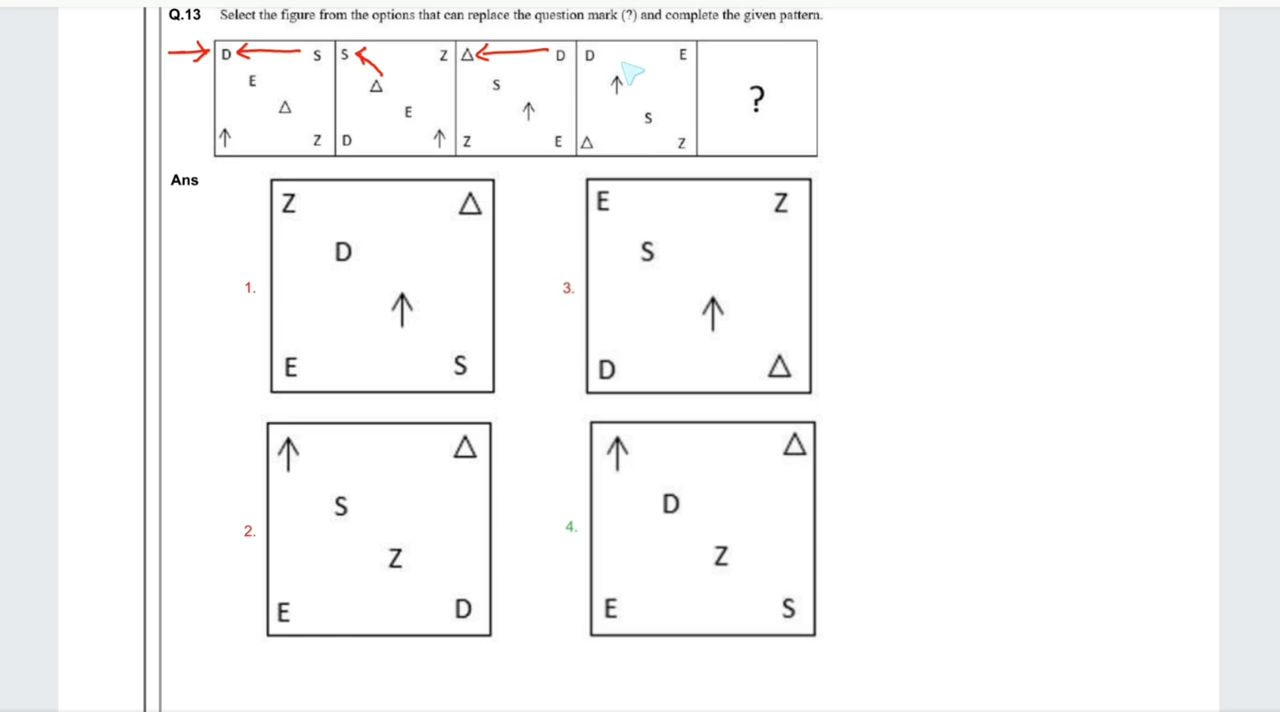 Q.13 Select the figure from the options that can replace the question mark (?) and complete the given pattern.
D S S Z Δ D D E
E Δ S ↑ ?
Δ E ↑ S
↑ Z D ↑ Z E Δ Z
Ans
Z Δ
D
1.
↑
E S
E Z
S
3.
↑
D Δ
↑ Δ
S
2.
Z
E D
↑ Δ
D
4.
Z
E S